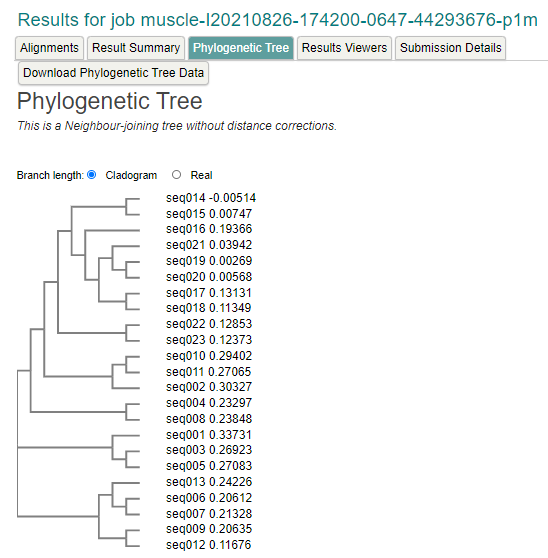 Results for job muscle-I20210826-174200-0647-44293676-p1m
Alignments Result Summary Phylogenetic Tree Results Viewers Submission Details
Download Phylogenetic Tree Data
Phylogenetic Tree
This is a Neighbour-joining tree without distance corrections.
Branch length: Cladogram Real
seq014 -0.00514
seq015 0.00747
seq016 0.19366
seq021 0.03942
seq019 0.00269
seq020 0.00568
seq017 0.13131
seq018 0.11349
seq022 0.12853
seq023 0.12373
seq010 0.29402
seq011 0.27065
seq002 0.30327
seq004 0.23297
seq008 0.23848
seq001 0.33731
seq003 0.26923
seq005 0.27083
seq013 0.24226
seq006 0.20612
seq007 0.21328
seq009 0.20635
seq012 0.11676